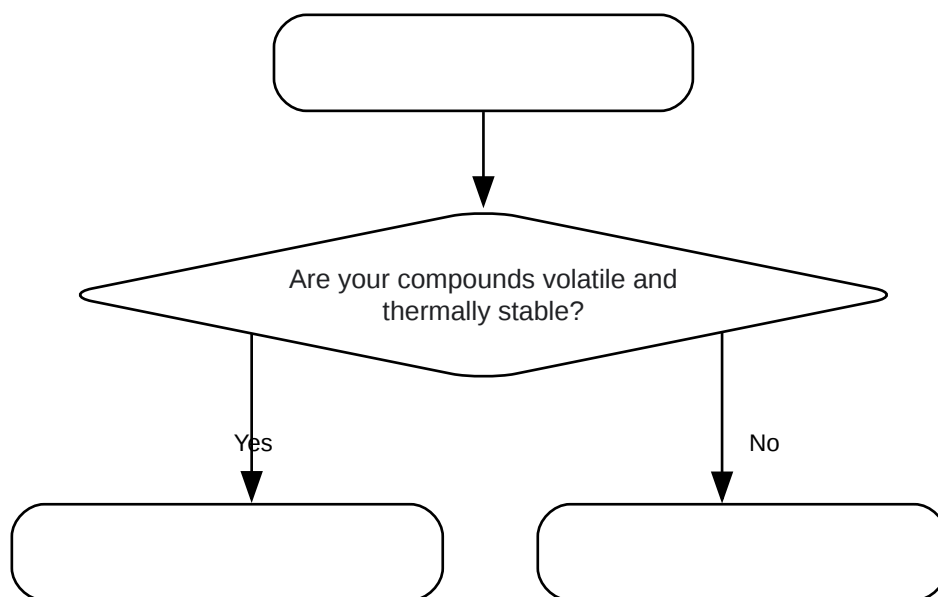 Are your compounds volatile and
thermally stable?
Yes
No